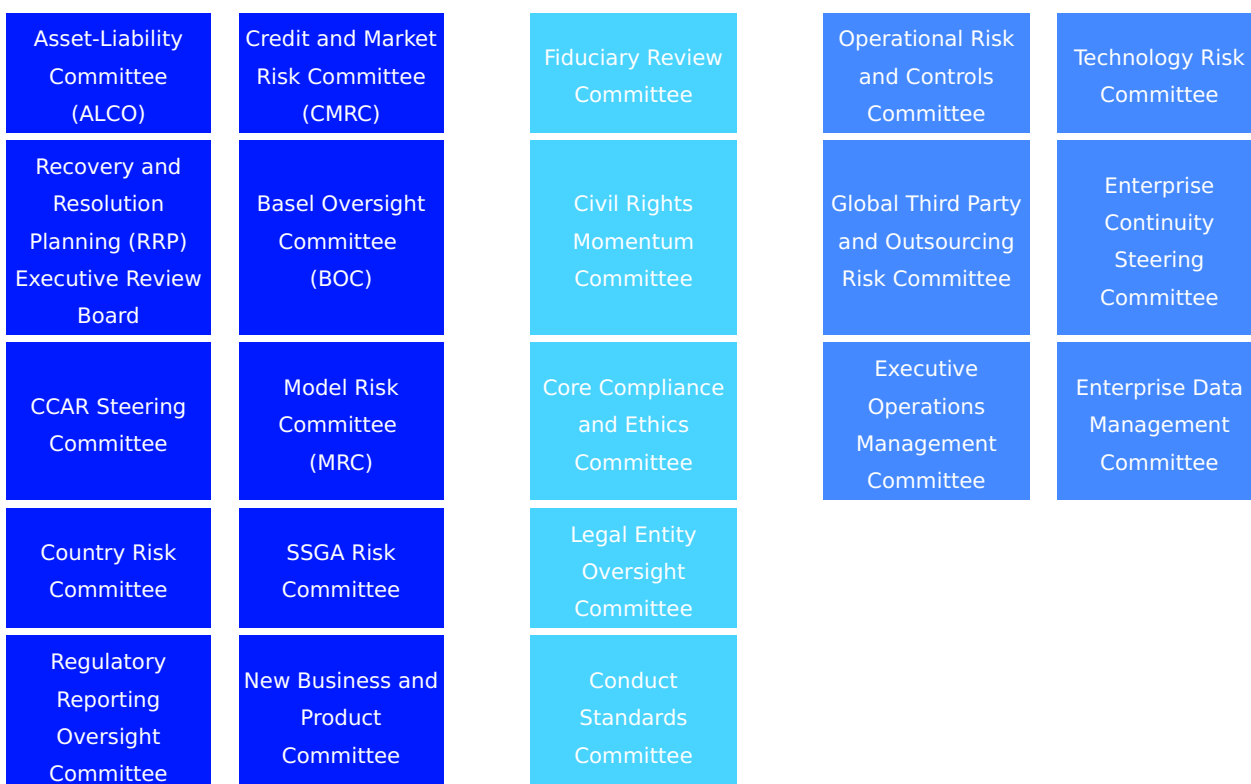 Asset-Liability
Committee
(ALCO)
Credit and Market
Risk Committee
(CMRC)
Fiduciary Review
Committee
Operational Risk
and Controls
Committee
Technology Risk
Committee
Recovery and
Resolution
Planning (RRP)
Executive Review
Board
Basel Oversight
Committee
(BOC)
Civil Rights
Momentum
Committee
Global Third Party
and Outsourcing
Risk Committee
Enterprise
Continuity
Steering
Committee
CCAR Steering
Committee
Model Risk
Committee
(MRC)
Core Compliance
and Ethics
Committee
Executive
Operations
Management
Committee
Enterprise Data
Management
Committee
Country Risk
Committee
SSGA Risk
Committee
Legal Entity
Oversight
Committee
Regulatory
Reporting
Oversight
Committee
New Business and
Product
Committee
Conduct
Standards
Committee